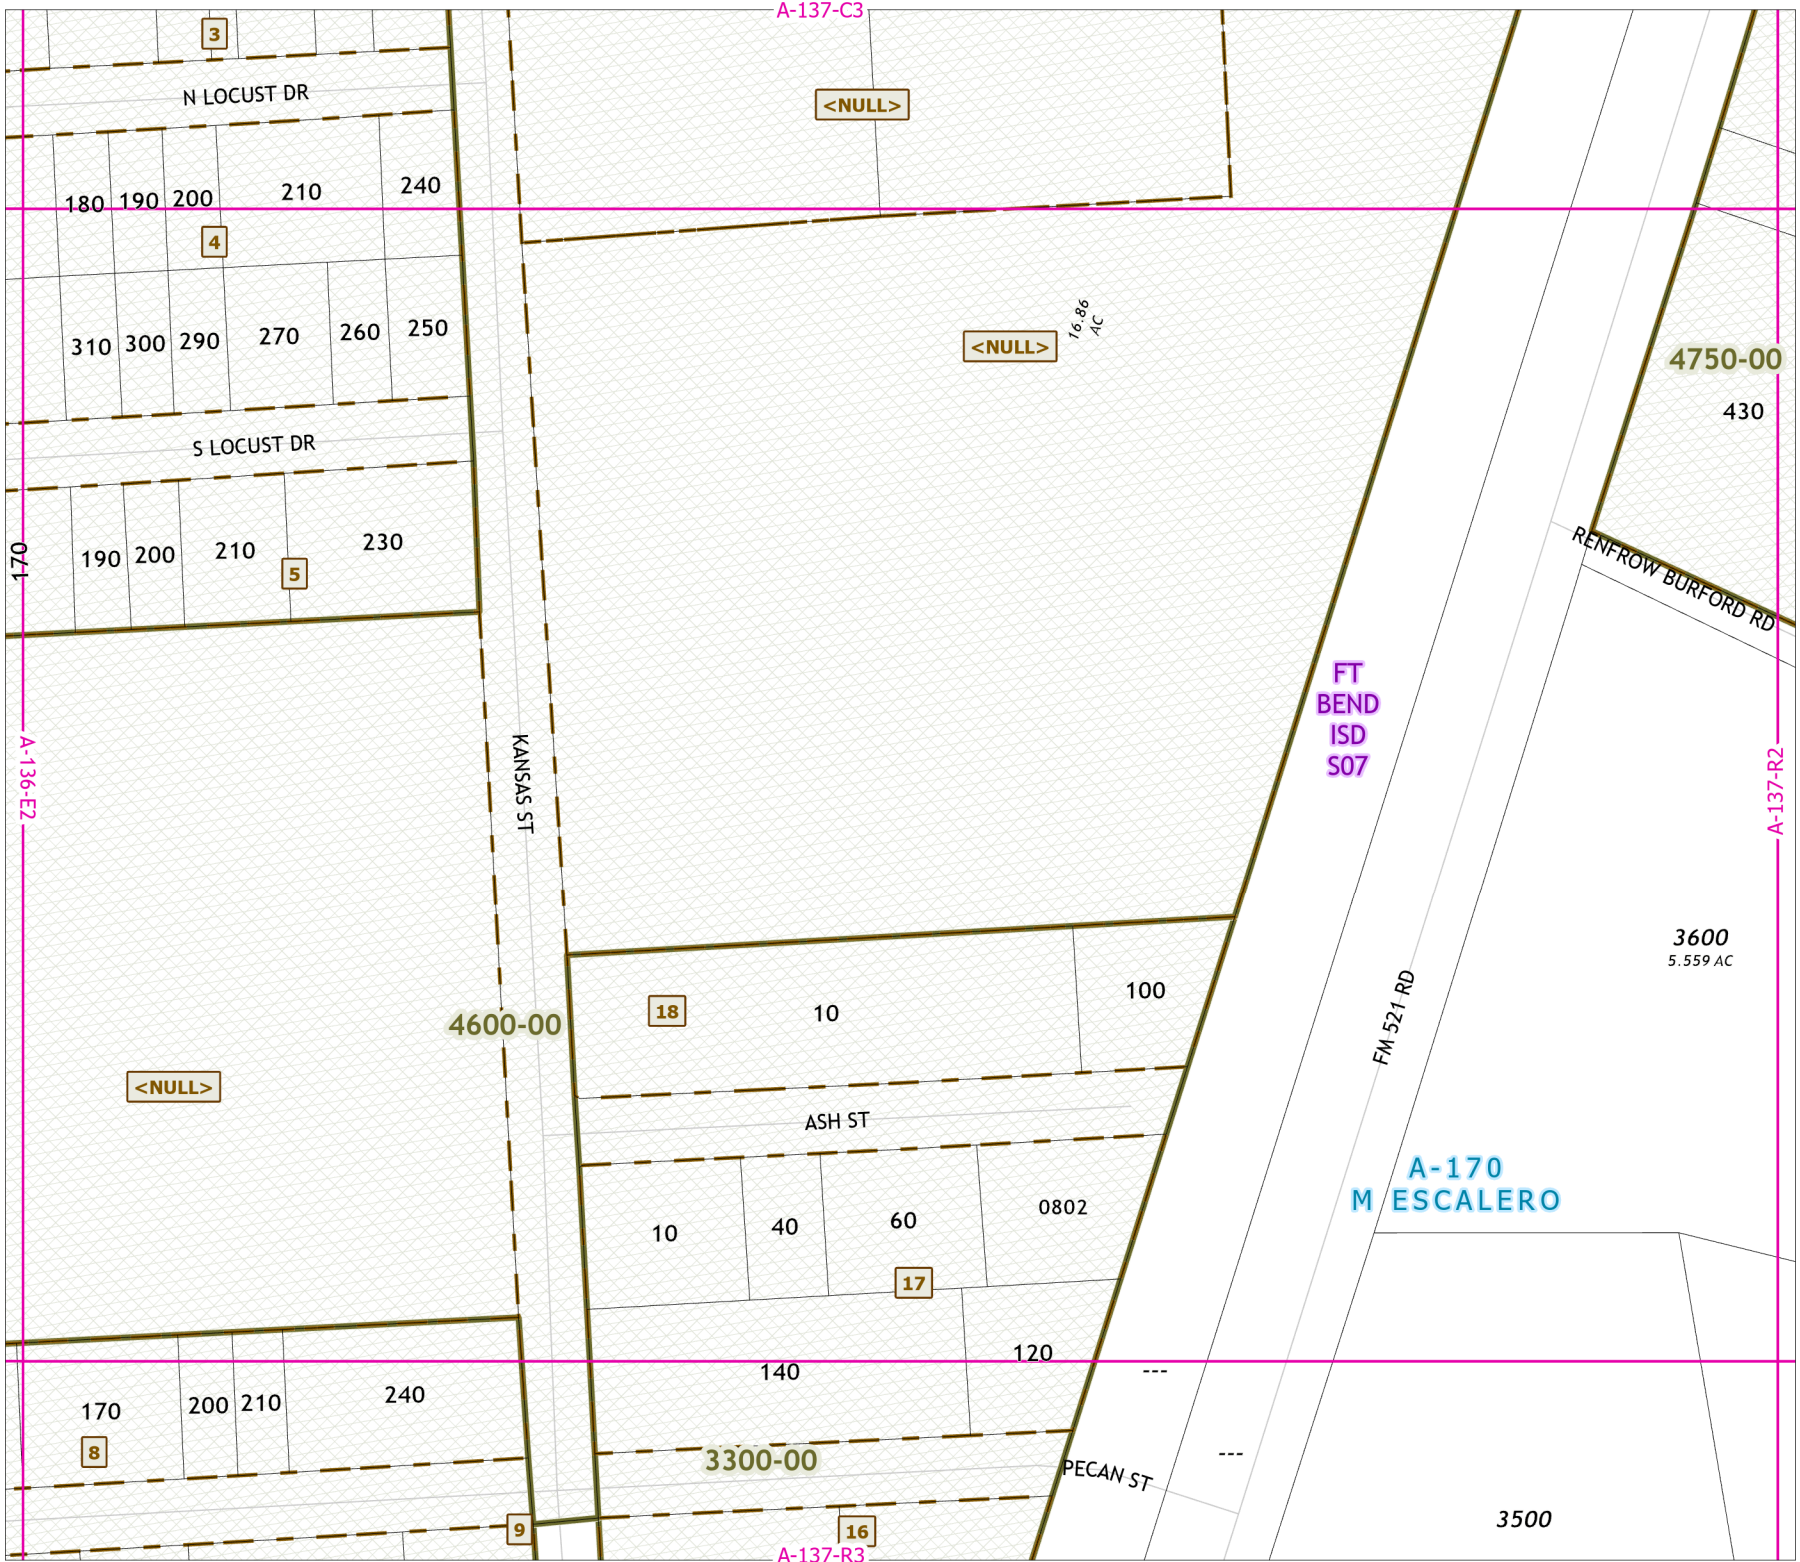 A-137-C3
3
N LOCUST DR
<NULL>
180
190
200
210
240
4
310
300
290
270
260
250
<NULL>
16.86
AC
4750-00
430
S LOCUST DR
170
190
200
210
230
5
RENFROW BURFORD RD
FT
BEND
ISD
S07
A-136-E2
KANSAS ST
A-137-R2
3600
5.559 AC
18
10
100
4600-00
FM 521 RD
<NULL>
ASH ST
A-170
M ESCALERO
10
40
60
0802
17
140
120
---
170
200
210
240
8
3300-00
---
PECAN ST
9
16
3500
A-137-R3